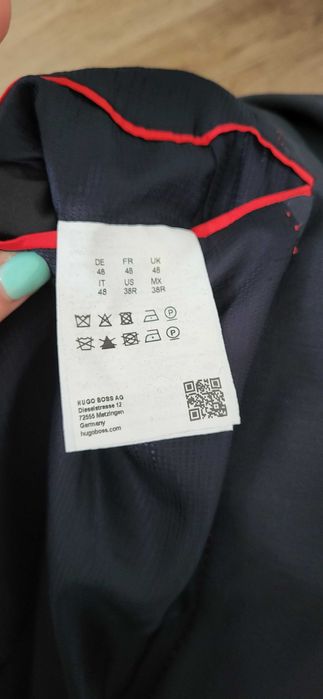 DE FR UK
48 48 48
IT US MX
48 38R 38R
HUGO BOSS AG
Dieselstrasse 12
72555 Metzingen
Germany
hugoboss.com